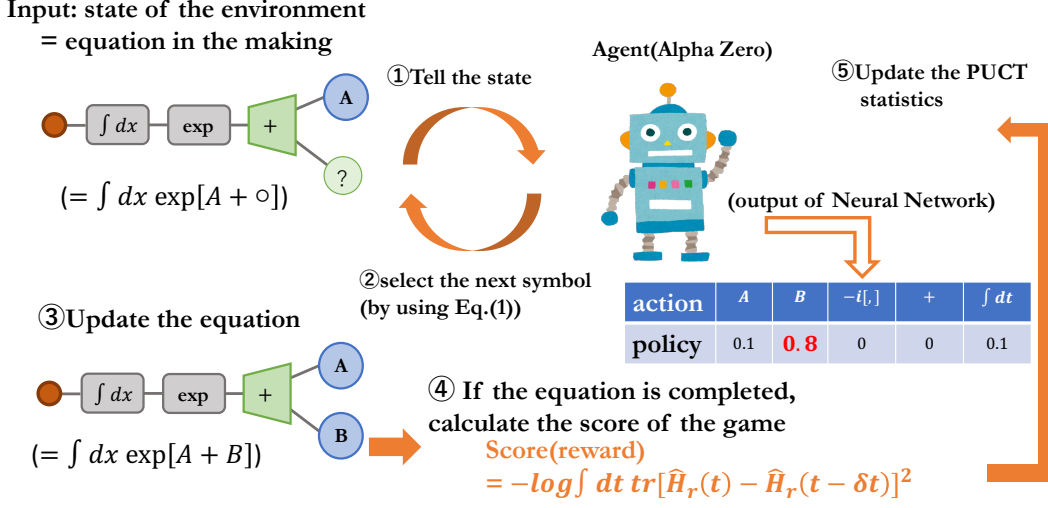 Input: state of the environment
= equation in the making
∫ dx
exp
+
A
?
(= ∫ dx exp[A + ○])
①Tell the state
②select the next symbol
(by using Eq.(1))
Agent(Alpha Zero)
(output of Neural Network)
⑤Update the PUCT
statistics
action A B −i[,] + ∫ dt
policy 0.1 0.8 0 0 0.1
③Update the equation
∫ dx
exp
+
A
B
(= ∫ dx exp[A + B])
④ If the equation is completed,
calculate the score of the game
Score(reward)
= −log∫ dt tr[Ĥ_r(t) − Ĥ_r(t − δt)]²